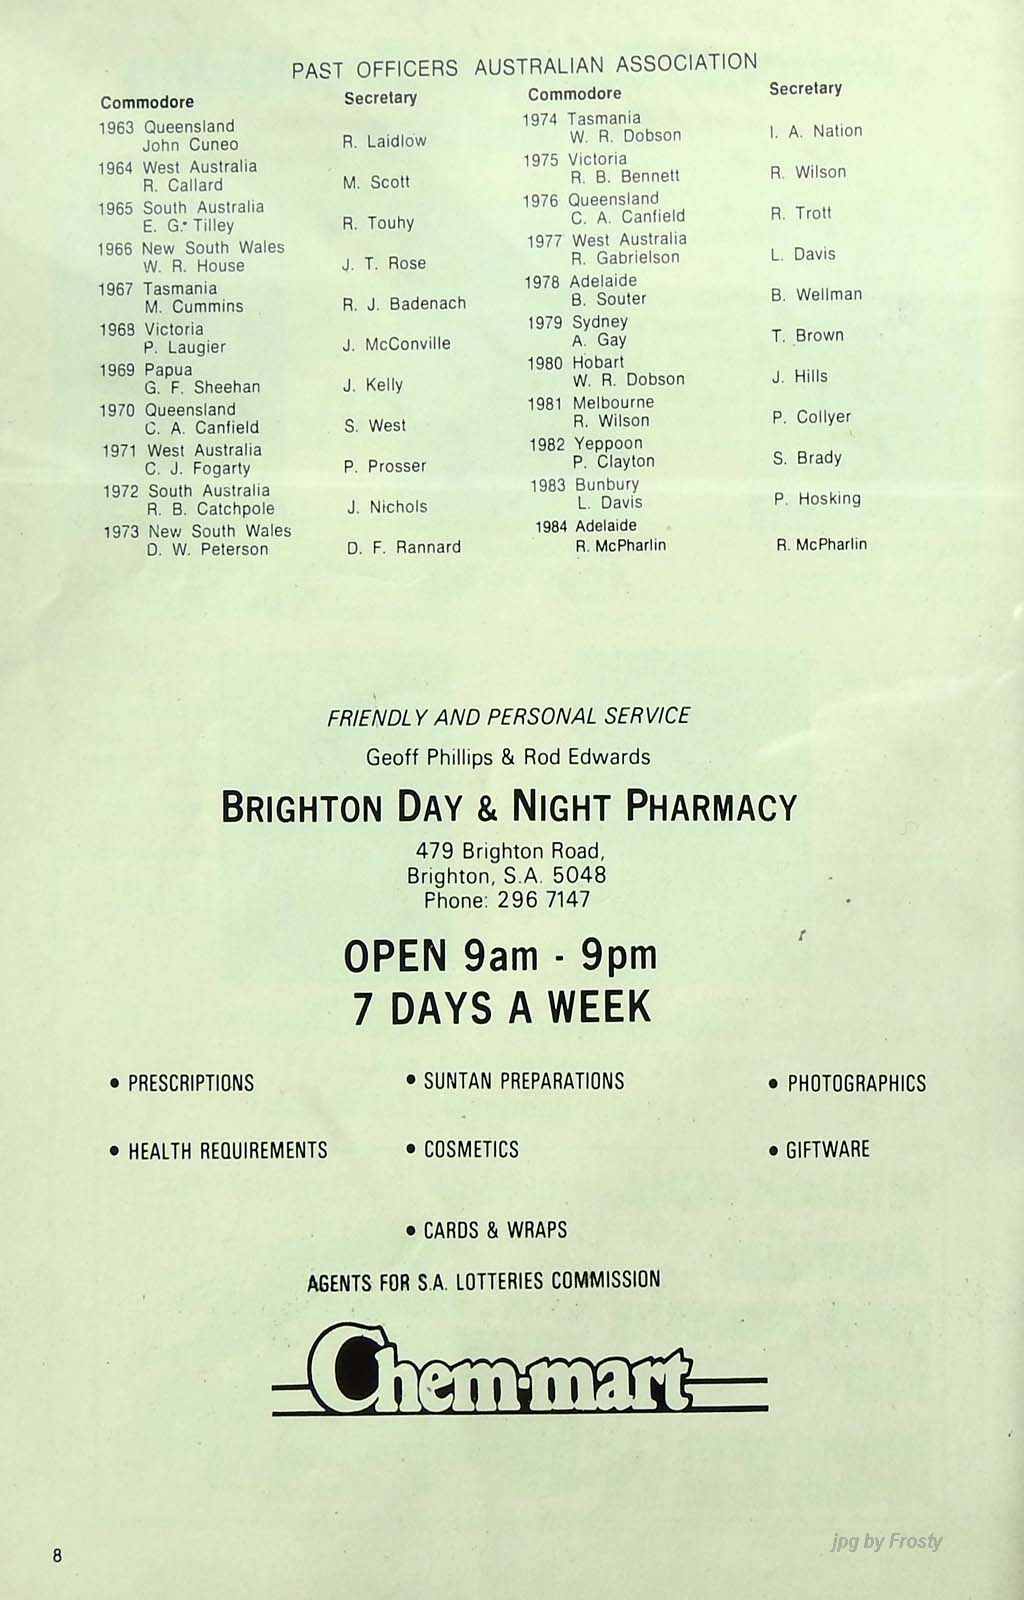 PAST OFFICERS AUSTRALIAN ASSOCIATION
Commodore Secretary
1963 Queensland
John Cuneo R. Laidlow
1964 West Australia
R. Callard M. Scott
1965 South Australia
E. G. Tilley R. Touhy
1966 New South Wales
W. R. House J. T. Rose
1967 Tasmania
M. Cummins R. J. Badenach
1968 Victoria
P. Laugier J. McConville
1969 Papua
G. F. Sheehan J. Kelly
1970 Queensland
C. A. Canfield S. West
1971 West Australia
C. J. Fogarty P. Prosser
1972 South Australia
R. B. Catchpole J. Nichols
1973 New South Wales
D. W. Peterson D. F. Rannard
Commodore Secretary
1974 Tasmania
W. R. Dobson I. A. Nation
1975 Victoria
R. B. Bennett R. Wilson
1976 Queensland
C. A. Canfield R. Trott
1977 West Australia
R. Gabrielson L. Davis
1978 Adelaide
B. Souter B. Wellman
1979 Sydney
A. Gay T. Brown
1980 Hobart
W. R. Dobson J. Hills
1981 Melbourne
R. Wilson P. Collyer
1982 Yeppoon
P. Clayton S. Brady
1983 Bunbury
L. Davis P. Hosking
1984 Adelaide
R. McPharlin R. McPharlin
FRIENDLY AND PERSONAL SERVICE
Geoff Phillips & Rod Edwards
BRIGHTON DAY & NIGHT PHARMACY
479 Brighton Road,
Brighton, S.A. 5048
Phone: 296 7147
OPEN 9am - 9pm
7 DAYS A WEEK
• PRESCRIPTIONS • SUNTAN PREPARATIONS • PHOTOGRAPHICS
• HEALTH REQUIREMENTS • COSMETICS • GIFTWARE
• CARDS & WRAPS
AGENTS FOR S.A. LOTTERIES COMMISSION
Chem-mart
jpg by Frosty
8